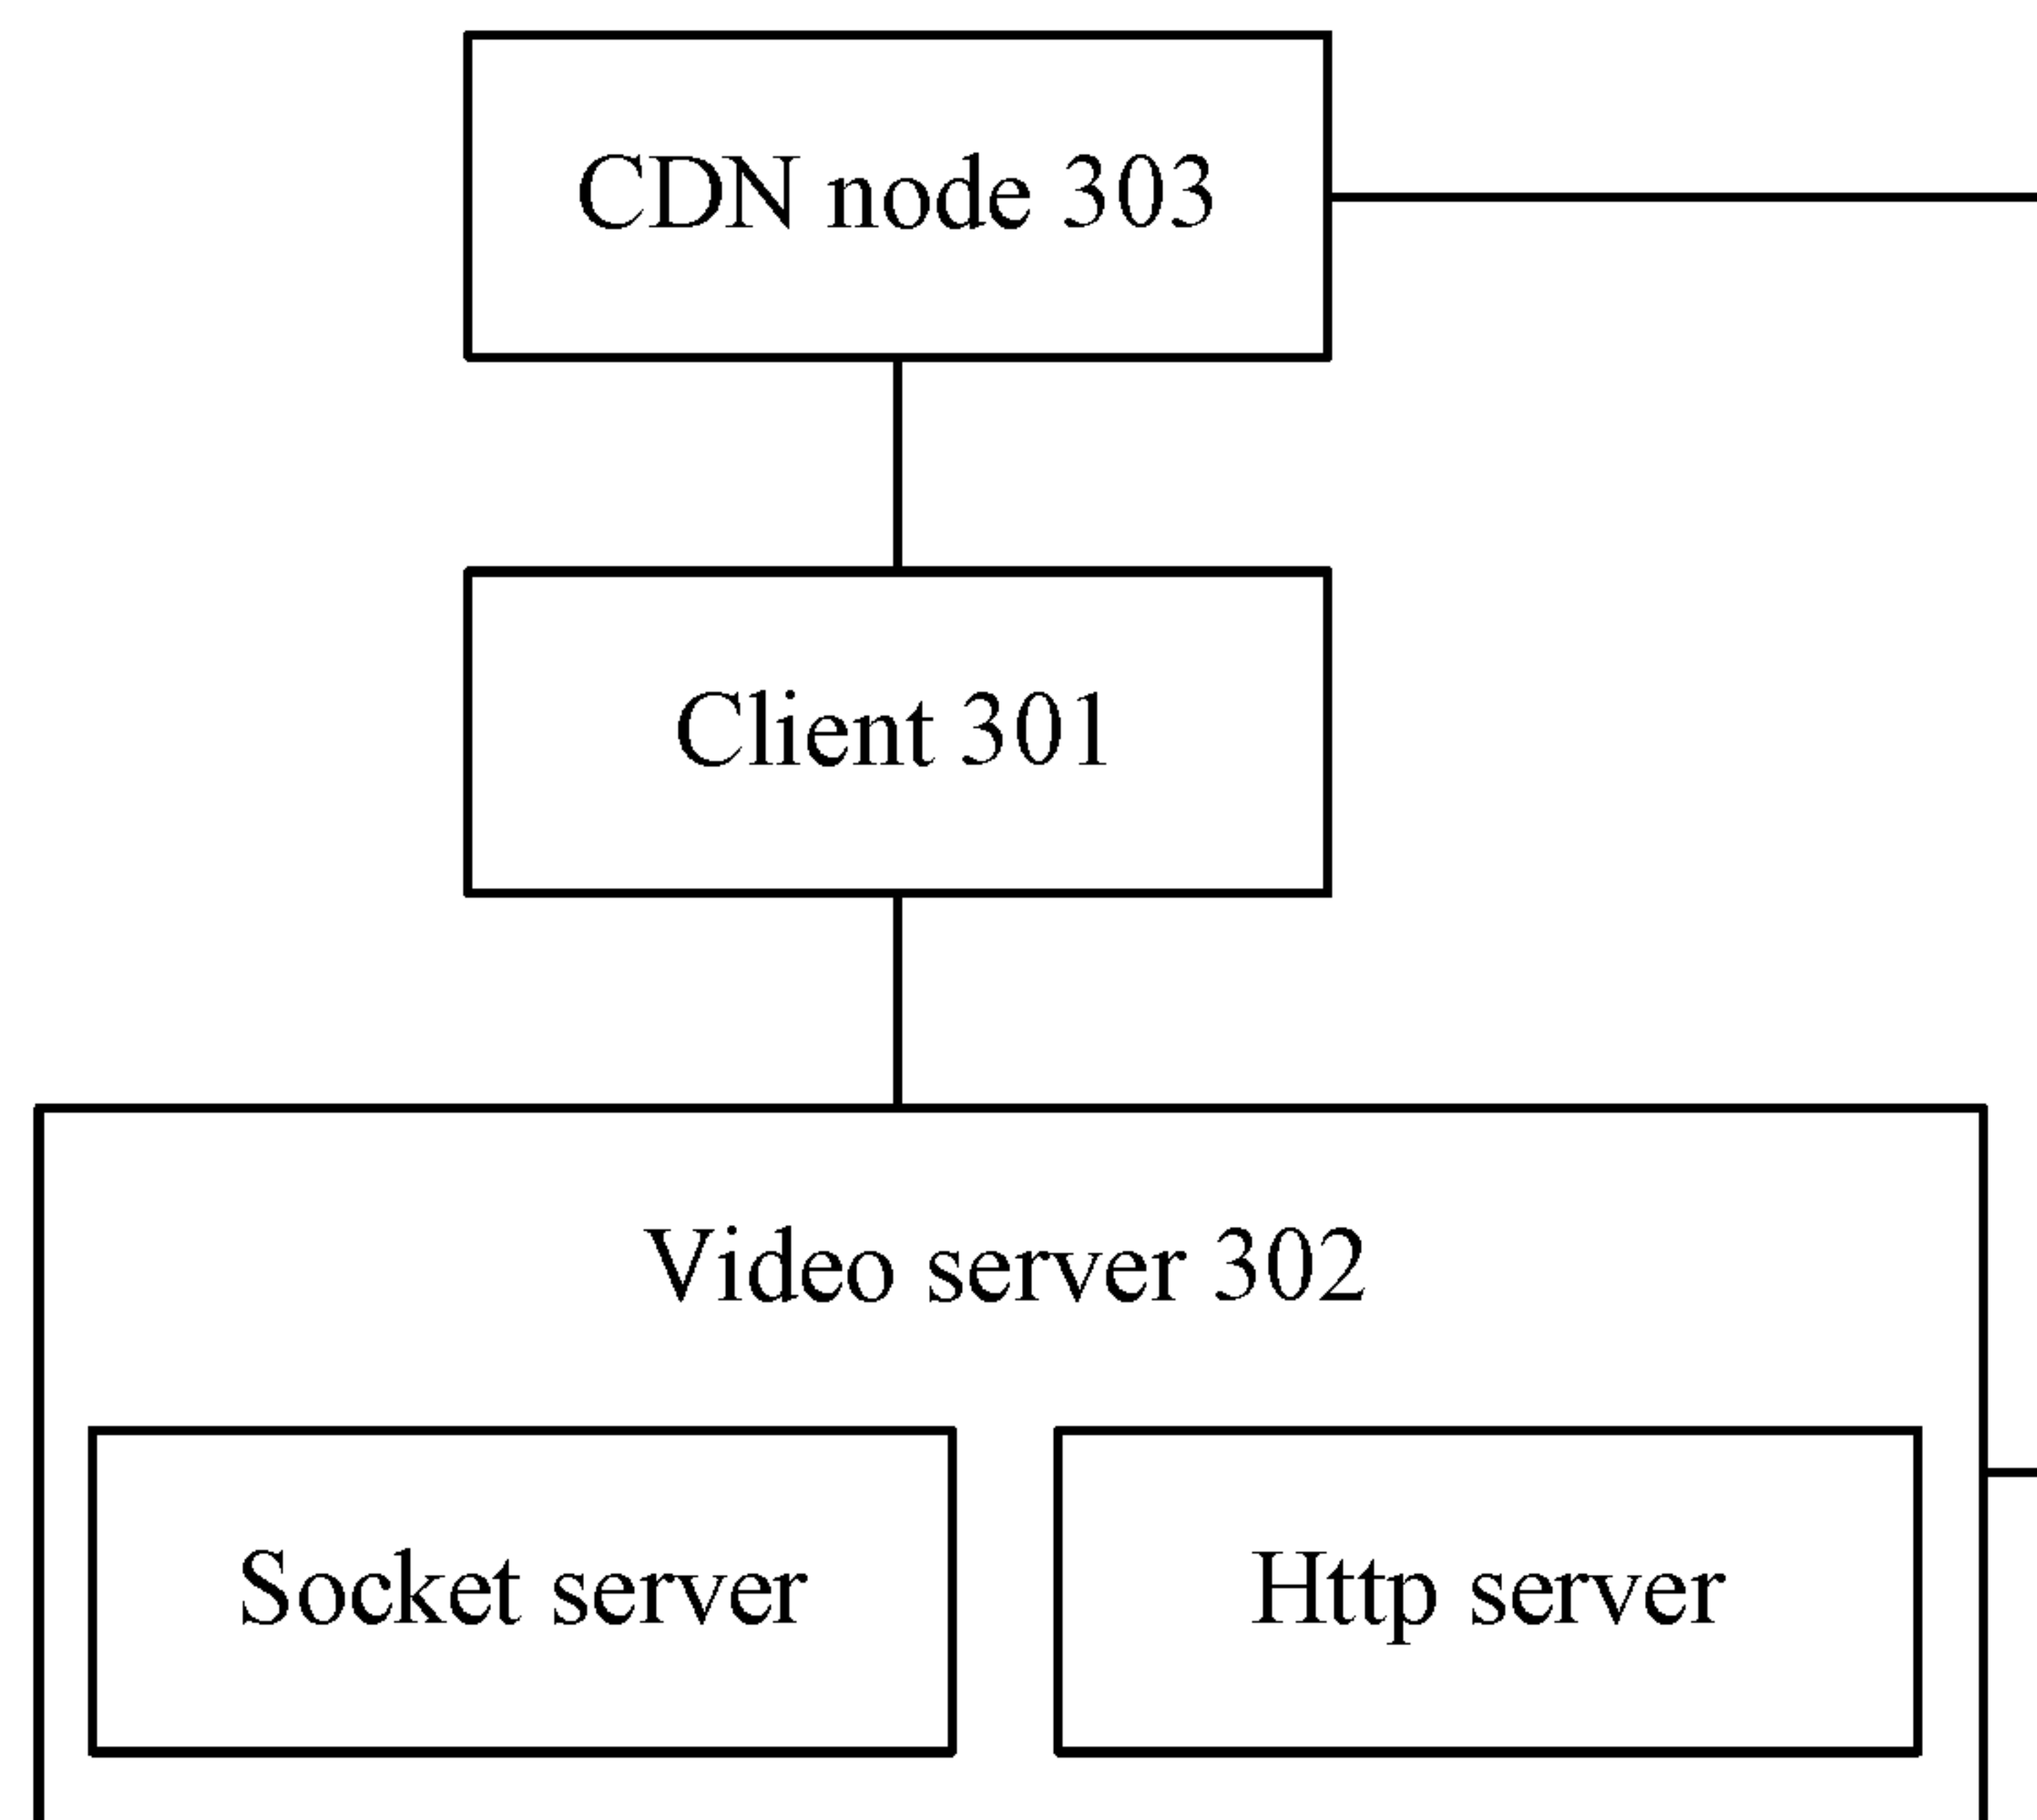 CDN node 303
Client 301
Video server 302
Socket server
Http server